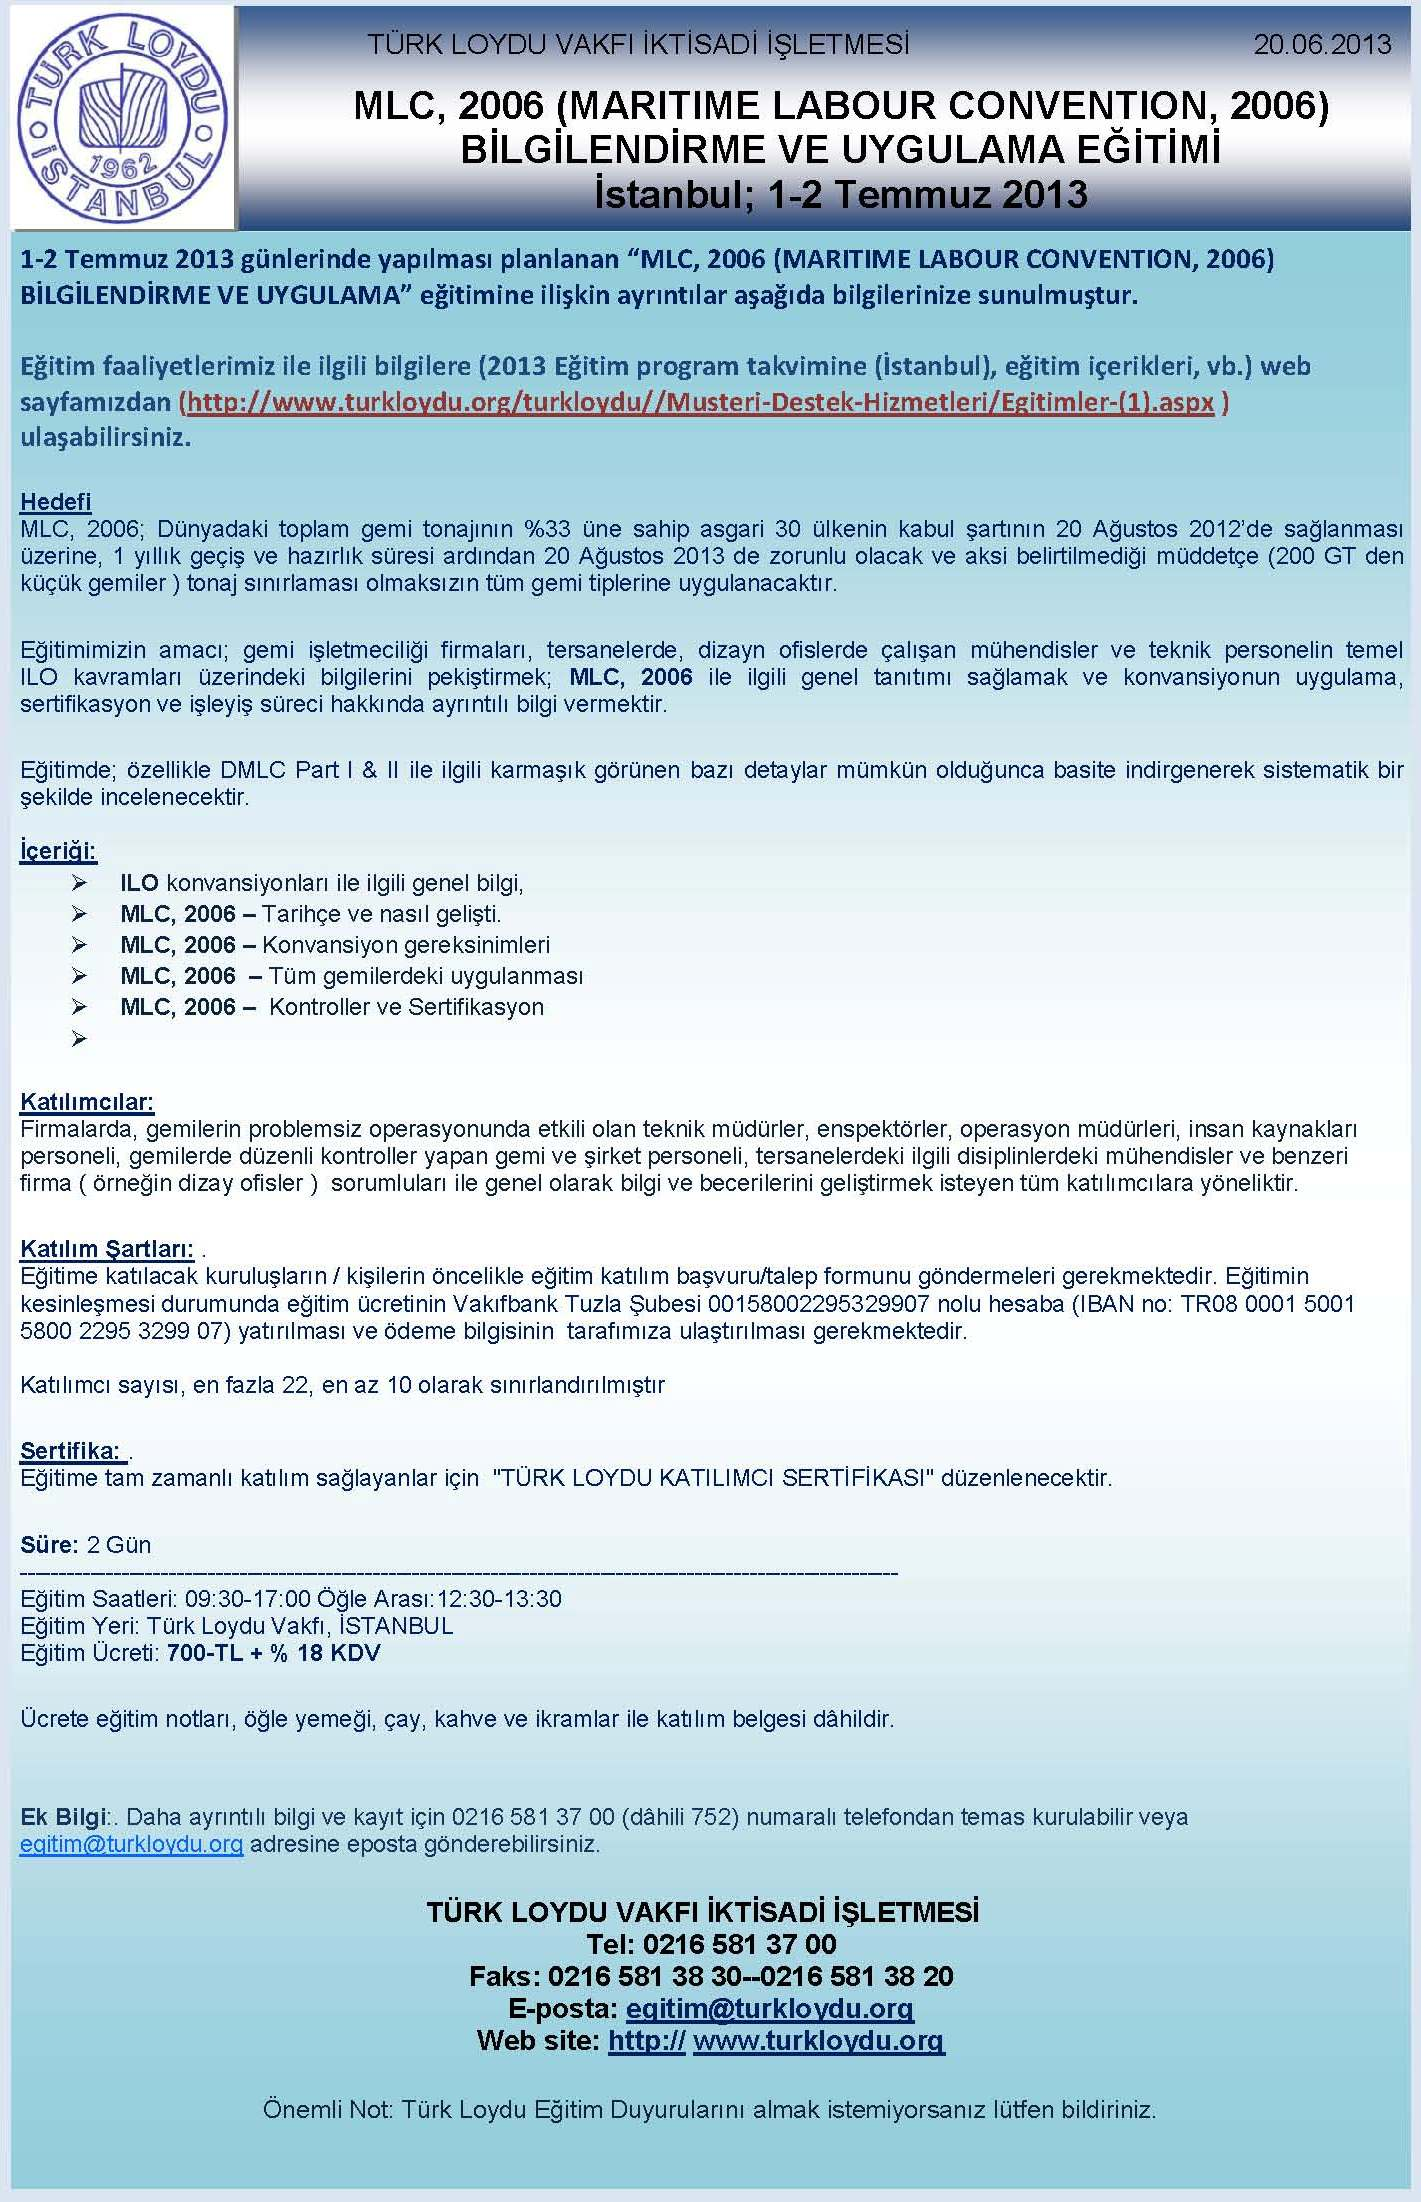 TÜRK LOYDU
1962
İSTANBUL
TÜRK LOYDU VAKFI İKTİSADİ İŞLETMESİ 20.06.2013
MLC, 2006 (MARITIME LABOUR CONVENTION, 2006)
BİLGİLENDİRME VE UYGULAMA EĞİTİMİ
İstanbul; 1-2 Temmuz 2013
1-2 Temmuz 2013 günlerinde yapılması planlanan “MLC, 2006 (MARITIME LABOUR CONVENTION, 2006)
BİLGİLENDİRME VE UYGULAMA” eğitimine ilişkin ayrıntılar aşağıda bilgilerinize sunulmuştur.
Eğitim faaliyetlerimiz ile ilgili bilgilere (2013 Eğitim program takvimine (İstanbul), eğitim içerikleri, vb.) web
sayfamızdan (http://www.turkloydu.org/turkloydu//Musteri-Destek-Hizmetleri/Egitimler-(1).aspx )
ulaşabilirsiniz.
Hedefi
MLC, 2006; Dünyadaki toplam gemi tonajının %33 üne sahip asgari 30 ülkenin kabul şartının 20 Ağustos 2012’de sağlanması
üzerine, 1 yıllık geçiş ve hazırlık süresi ardından 20 Ağustos 2013 de zorunlu olacak ve aksi belirtilmediği müddetçe (200 GT den
küçük gemiler ) tonaj sınırlaması olmaksızın tüm gemi tiplerine uygulanacaktır.
Eğitimimizin amacı; gemi işletmeciliği firmaları, tersanelerde, dizayn ofislerde çalışan mühendisler ve teknik personelin temel
ILO kavramları üzerindeki bilgilerini pekiştirmek; MLC, 2006 ile ilgili genel tanıtımı sağlamak ve konvansiyonun uygulama,
sertifikasyon ve işleyiş süreci hakkında ayrıntılı bilgi vermektir.
Eğitimde; özellikle DMLC Part I & II ile ilgili karmaşık görünen bazı detaylar mümkün olduğunca basite indirgenerek sistematik bir
şekilde incelenecektir.
İçeriği:
➢ ILO konvansiyonları ile ilgili genel bilgi,
➢ MLC, 2006 – Tarihçe ve nasıl gelişti.
➢ MLC, 2006 – Konvansiyon gereksinimleri
➢ MLC, 2006 – Tüm gemilerdeki uygulanması
➢ MLC, 2006 – Kontroller ve Sertifikasyon
➢
Katılımcılar:
Firmalarda, gemilerin problemsiz operasyonunda etkili olan teknik müdürler, enspektörler, operasyon müdürleri, insan kaynakları
personeli, gemilerde düzenli kontroller yapan gemi ve şirket personeli, tersanelerdeki ilgili disiplinlerdeki mühendisler ve benzeri
firma ( örneğin dizay ofisler ) sorumluları ile genel olarak bilgi ve becerilerini geliştirmek isteyen tüm katılımcılara yöneliktir.
Katılım Şartları: .
Eğitime katılacak kuruluşların / kişilerin öncelikle eğitim katılım başvuru/talep formunu göndermeleri gerekmektedir. Eğitimin
kesinleşmesi durumunda eğitim ücretinin Vakıfbank Tuzla Şubesi 00158002295329907 nolu hesaba (IBAN no: TR08 0001 5001
5800 2295 3299 07) yatırılması ve ödeme bilgisinin tarafımıza ulaştırılması gerekmektedir.
Katılımcı sayısı, en fazla 22, en az 10 olarak sınırlandırılmıştır
Sertifika: .
Eğitime tam zamanlı katılım sağlayanlar için "TÜRK LOYDU KATILIMCI SERTİFİKASI" düzenlenecektir.
Süre: 2 Gün
----------------------------------------------------------------------------------------------------------------
Eğitim Saatleri: 09:30-17:00 Öğle Arası:12:30-13:30
Eğitim Yeri: Türk Loydu Vakfı, İSTANBUL
Eğitim Ücreti: 700-TL + % 18 KDV
Ücrete eğitim notları, öğle yemeği, çay, kahve ve ikramlar ile katılım belgesi dâhildir.
Ek Bilgi:. Daha ayrıntılı bilgi ve kayıt için 0216 581 37 00 (dâhili 752) numaralı telefondan temas kurulabilir veya
egitim@turkloydu.org adresine eposta gönderebilirsiniz.
TÜRK LOYDU VAKFI İKTİSADİ İŞLETMESİ
Tel: 0216 581 37 00
Faks: 0216 581 38 30--0216 581 38 20
E-posta: egitim@turkloydu.org
Web site: http:// www.turkloydu.org
Önemli Not: Türk Loydu Eğitim Duyurularını almak istemiyorsanız lütfen bildiriniz.